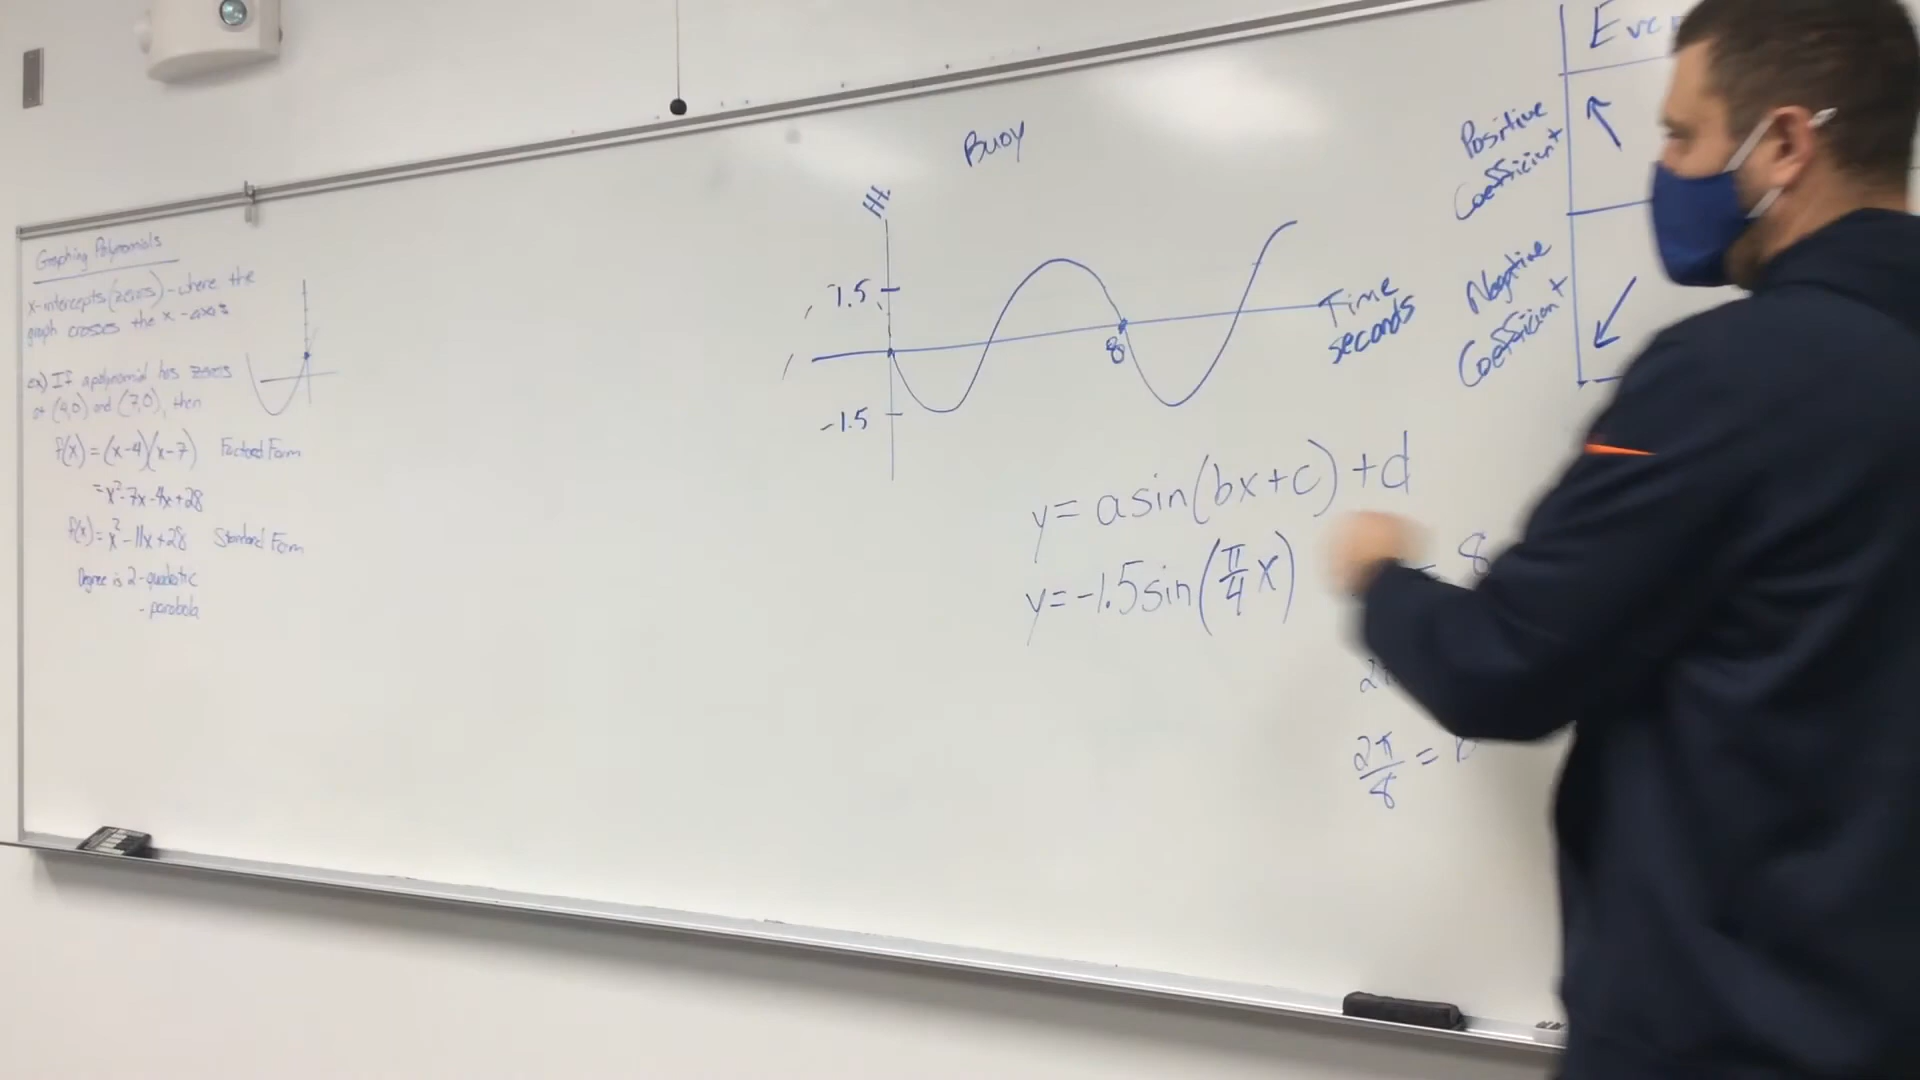 Graphing Polynomials
x-intercepts (zeros) - where the
graph crosses the x-axis
ex) If a polynomial has zeros
at (4,0) and (7,0), then
f(x) = (x-4)(x-7) Factored Form
= x²-7x-4x+28
f(x) = x²-11x+28 Standard Form
Degree is 2 - quadratic
- parabola
Buoy
Ht.
1.5
-1.5
8
Time
seconds
y = a sin(bx+c) + d
y = -1.5 sin(π/4 x)
= 8
2π/8 =
Positive
Coefficient
Negative
Coefficient